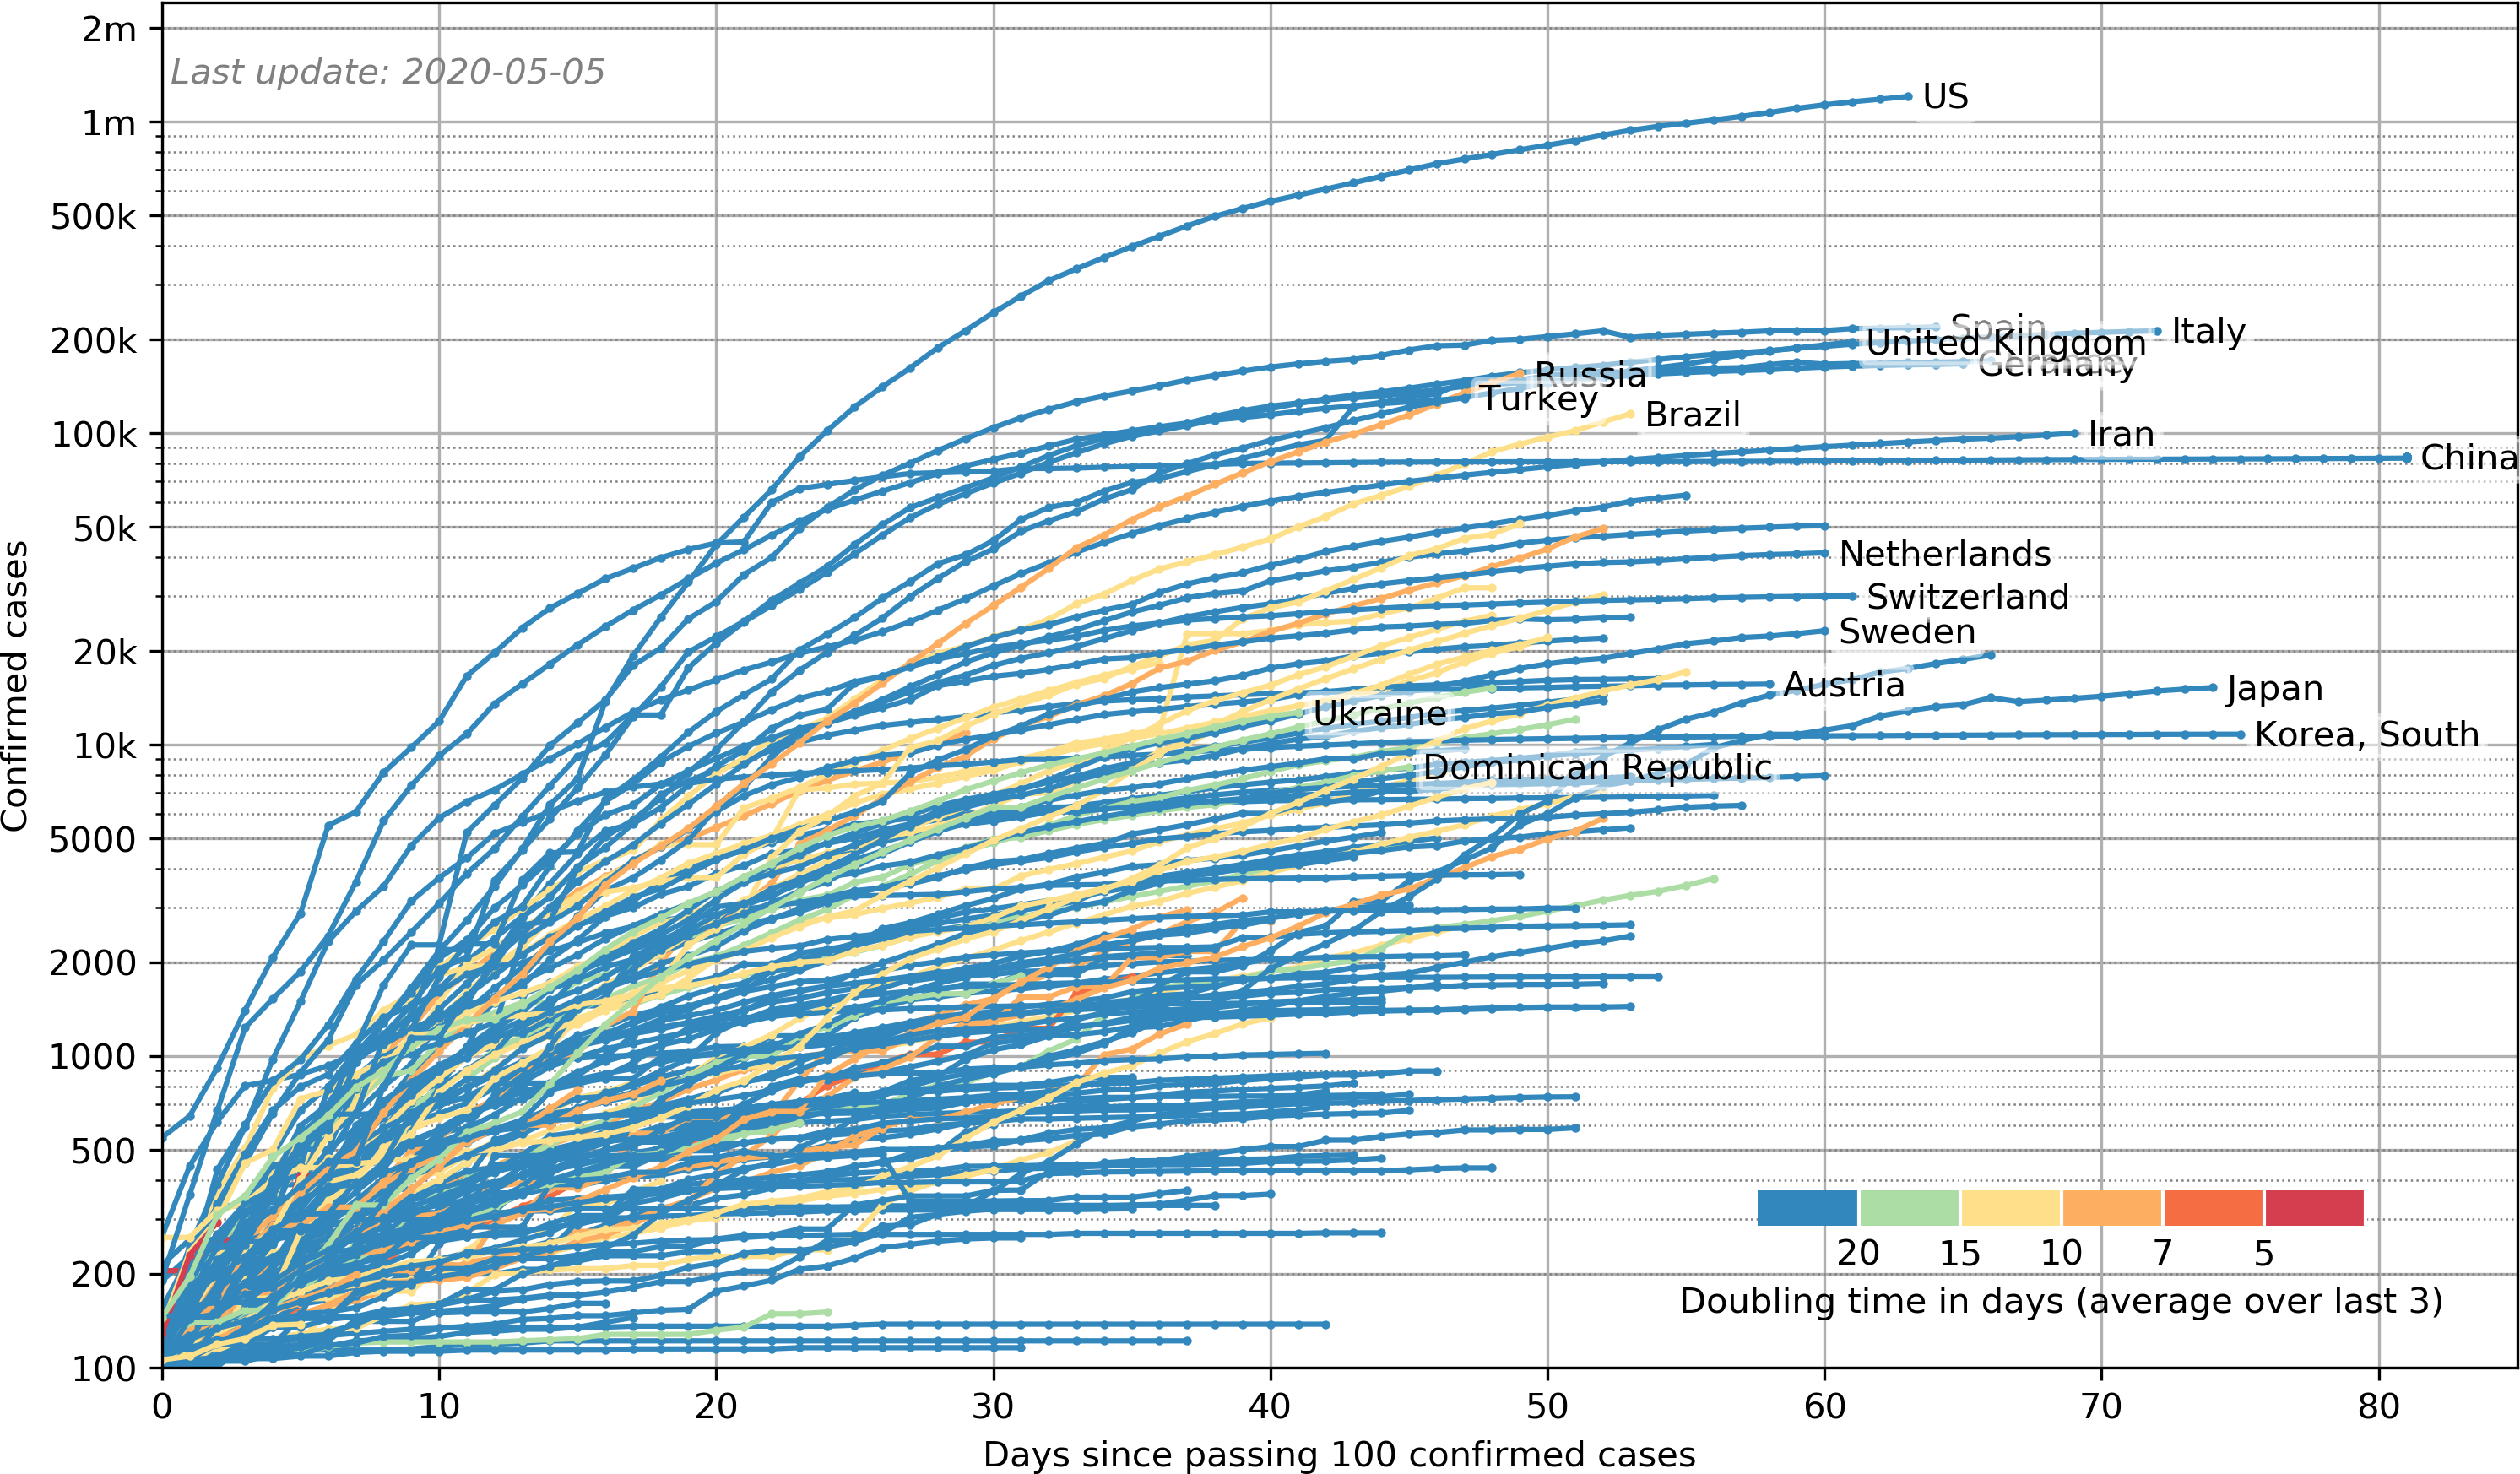 2m
Last update: 2020-05-05
US
1m
500k
200k
Spain
Italy
United Kingdom
Germany
Russia
Turkey
Brazil
100k
Iran
China
50k
Netherlands
Switzerland
Sweden
20k
Austria
Japan
Ukraine
Korea, South
10k
Dominican Republic
5000
2000
1000
500
200
100
Confirmed cases
20 15 10 7 5
Doubling time in days (average over last 3)
0 10 20 30 40 50 60 70 80
Days since passing 100 confirmed cases